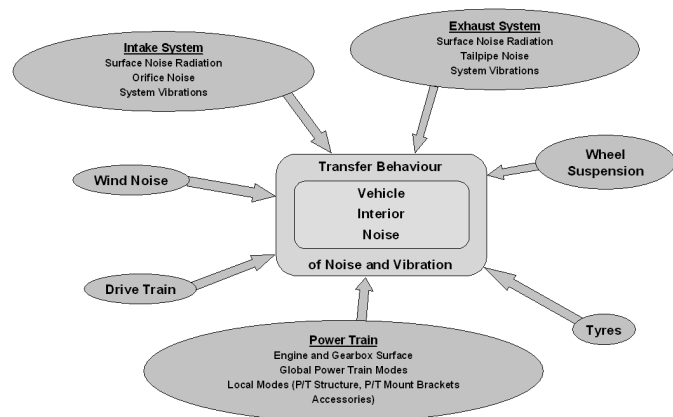 Intake System
Surface Noise Radiation
Orifice Noise
System Vibrations
Exhaust System
Surface Noise Radiation
Tailpipe Noise
System Vibrations
Wind Noise
Transfer Behaviour
Vehicle
Interior
Noise
of Noise and Vibration
Wheel
Suspension
Drive Train
Tyres
Power Train
Engine and Gearbox Surface
Global Power Train Modes
Local Modes (P/T Structure, P/T Mount Brackets
Accessories)